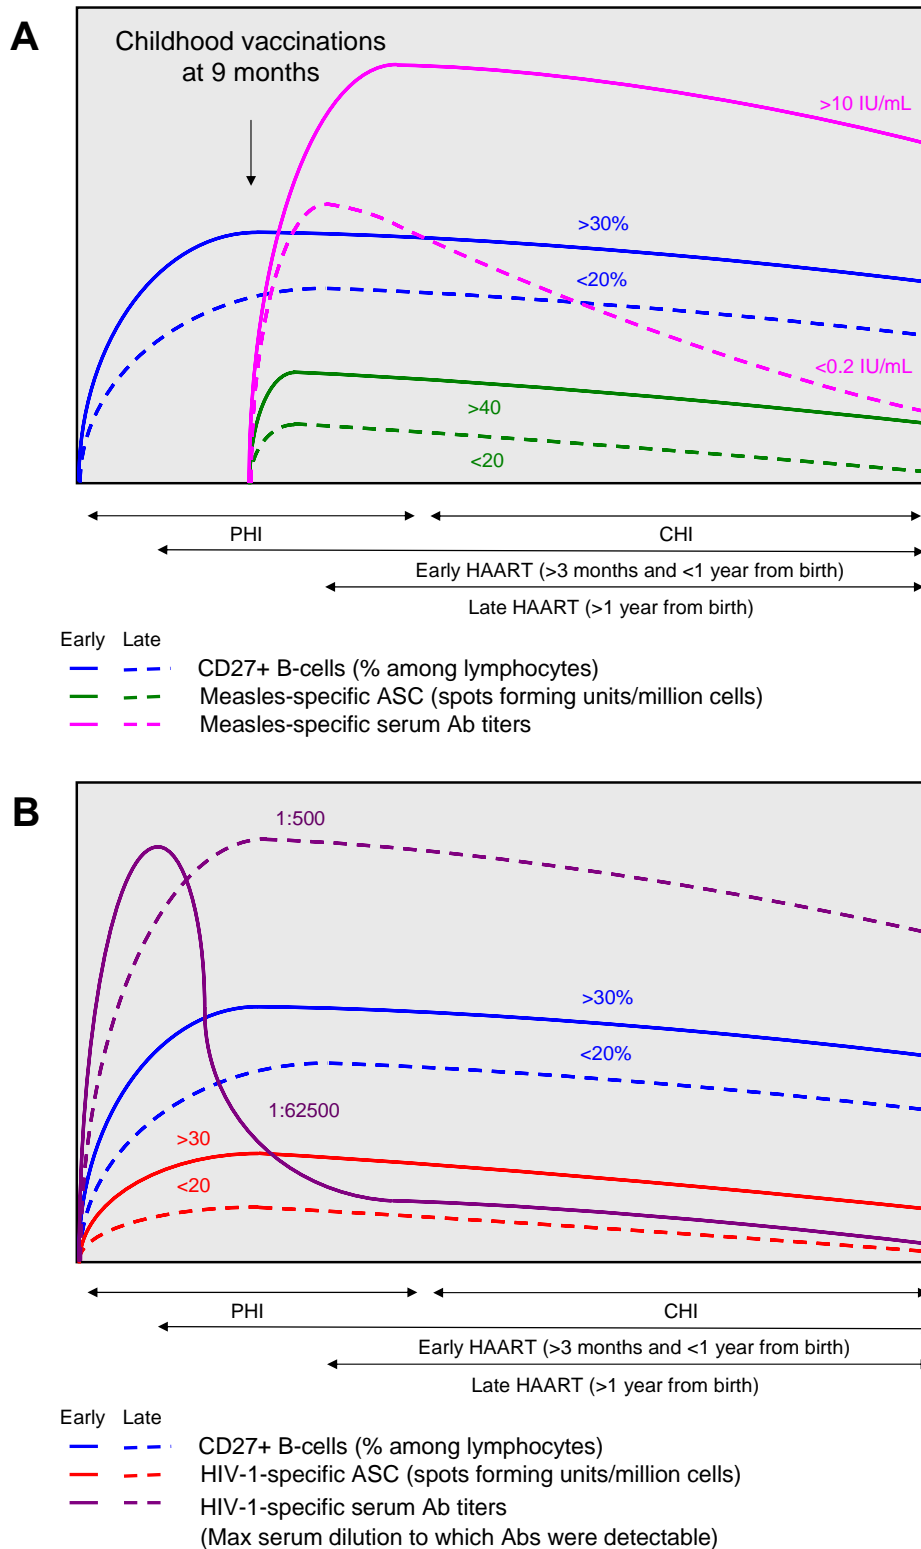 A
Childhood vaccinations
at 9 months
>10 IU/mL
>30%
<20%
<0.2 IU/mL
>40
<20
PHI
CHI
Early HAART (>3 months and <1 year from birth)
Late HAART (>1 year from birth)
Early Late
CD27+ B-cells (% among lymphocytes)
Measles-specific ASC (spots forming units/million cells)
Measles-specific serum Ab titers
B
1:500
>30%
<20%
1:62500
>30
<20
PHI
CHI
Early HAART (>3 months and <1 year from birth)
Late HAART (>1 year from birth)
Early Late
CD27+ B-cells (% among lymphocytes)
HIV-1-specific ASC (spots forming units/million cells)
HIV-1-specific serum Ab titers
(Max serum dilution to which Abs were detectable)